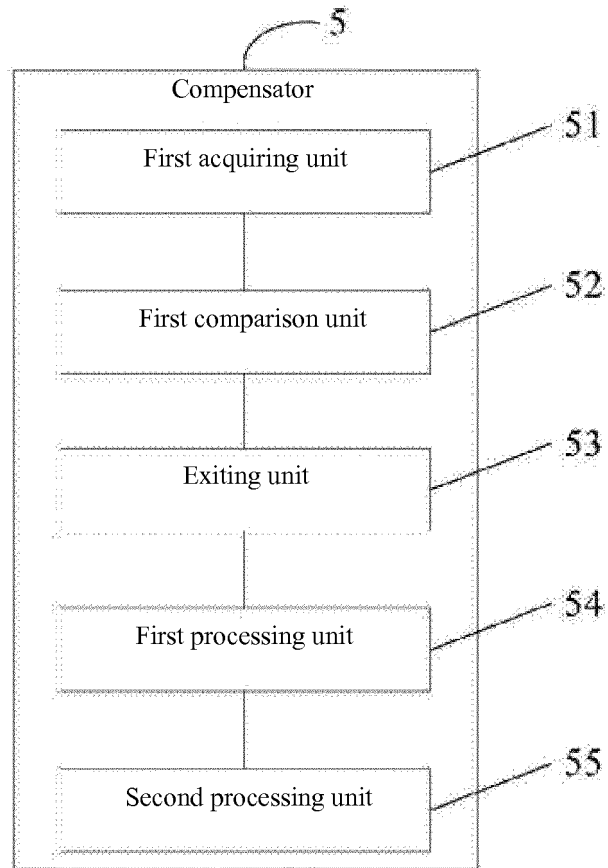 5
Compensator
First acquiring unit
51
First comparison unit
52
Exiting unit
53
First processing unit
54
Second processing unit
55